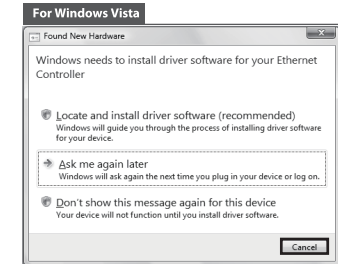 For Windows Vista
Found New Hardware
Windows needs to install driver software for your Ethernet
Controller
Locate and install driver software (recommended)
Windows will guide you through the process of installing driver software
for your device.
Ask me again later
Windows will ask again the next time you plug in your device or log on.
Don't show this message again for this device
Your device will not function until you install driver software.
Cancel